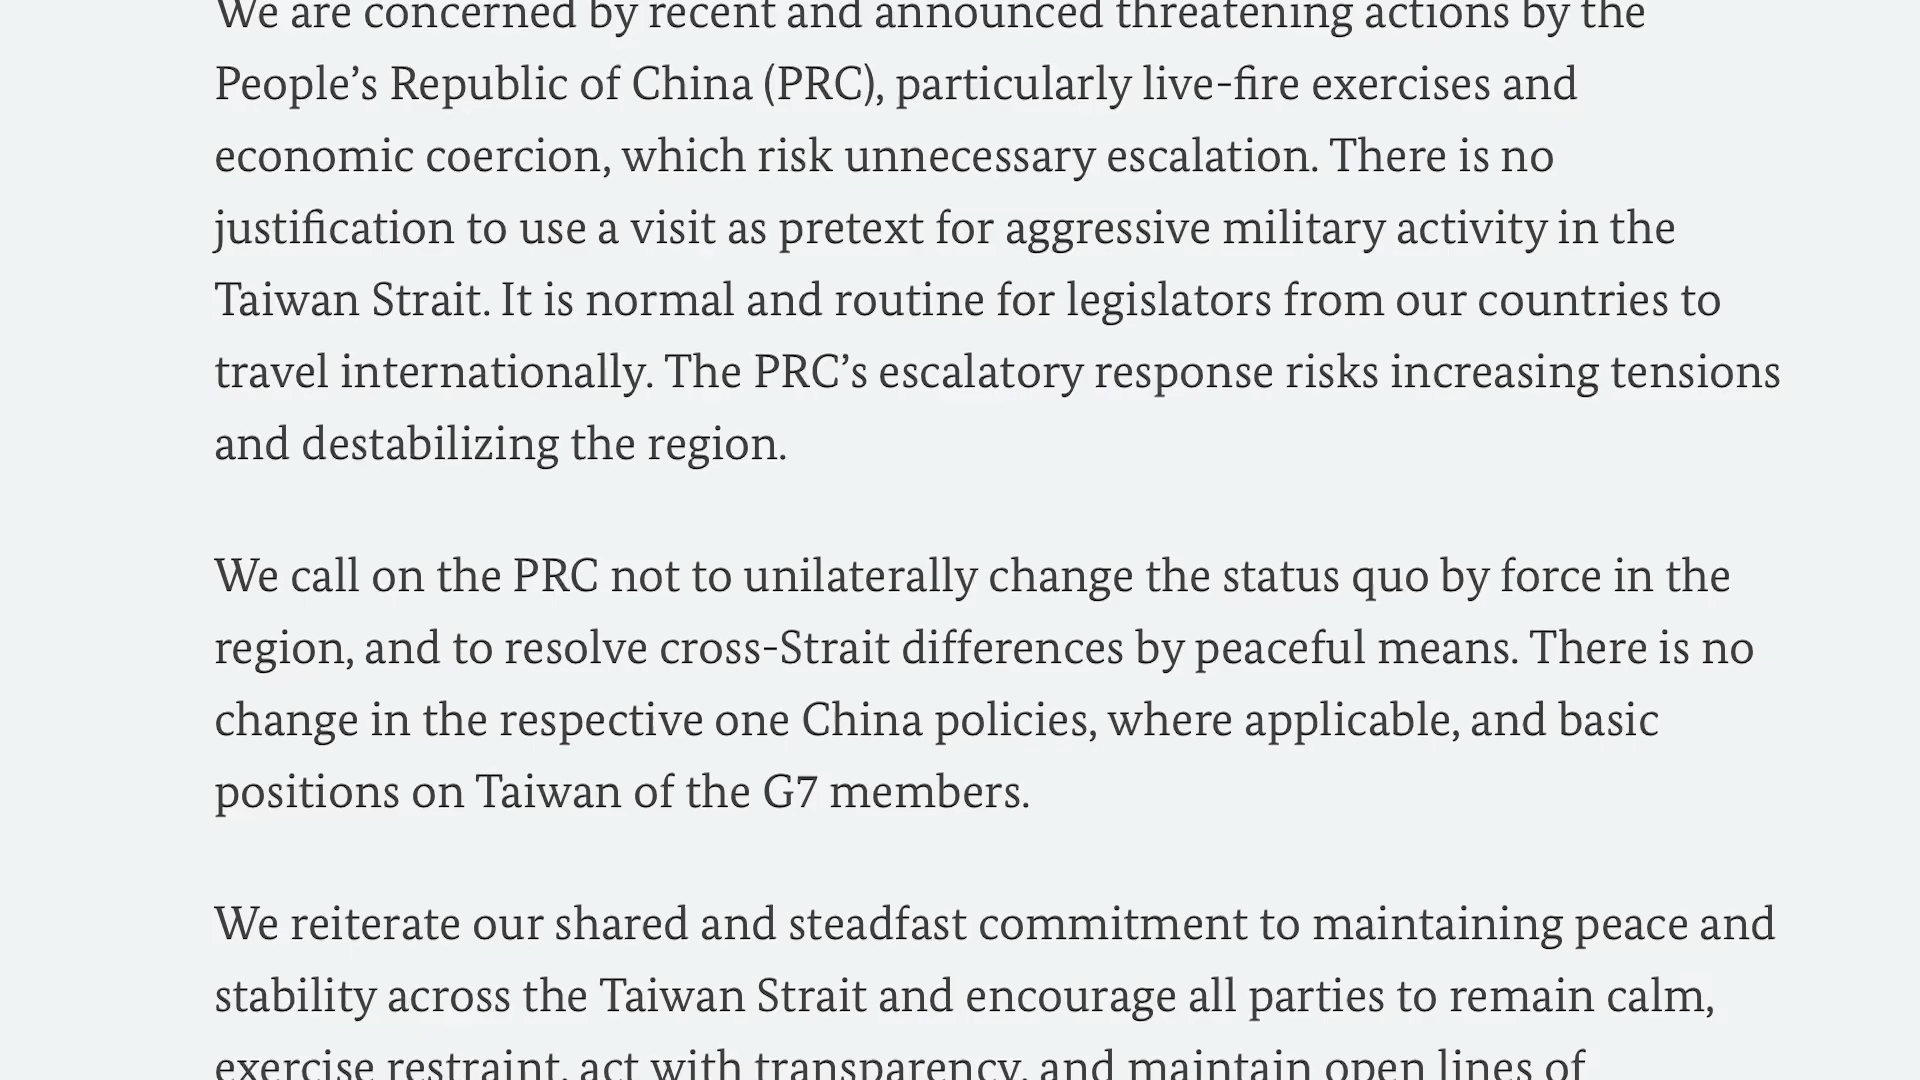 We are concerned by recent and announced threatening actions by the
People’s Republic of China (PRC), particularly live-fire exercises and
economic coercion, which risk unnecessary escalation. There is no
justification to use a visit as pretext for aggressive military activity in the
Taiwan Strait. It is normal and routine for legislators from our countries to
travel internationally. The PRC’s escalatory response risks increasing tensions
and destabilizing the region.
We call on the PRC not to unilaterally change the status quo by force in the
region, and to resolve cross-Strait differences by peaceful means. There is no
change in the respective one China policies, where applicable, and basic
positions on Taiwan of the G7 members.
We reiterate our shared and steadfast commitment to maintaining peace and
stability across the Taiwan Strait and encourage all parties to remain calm,
exercise restraint, act with transparency, and maintain open lines of